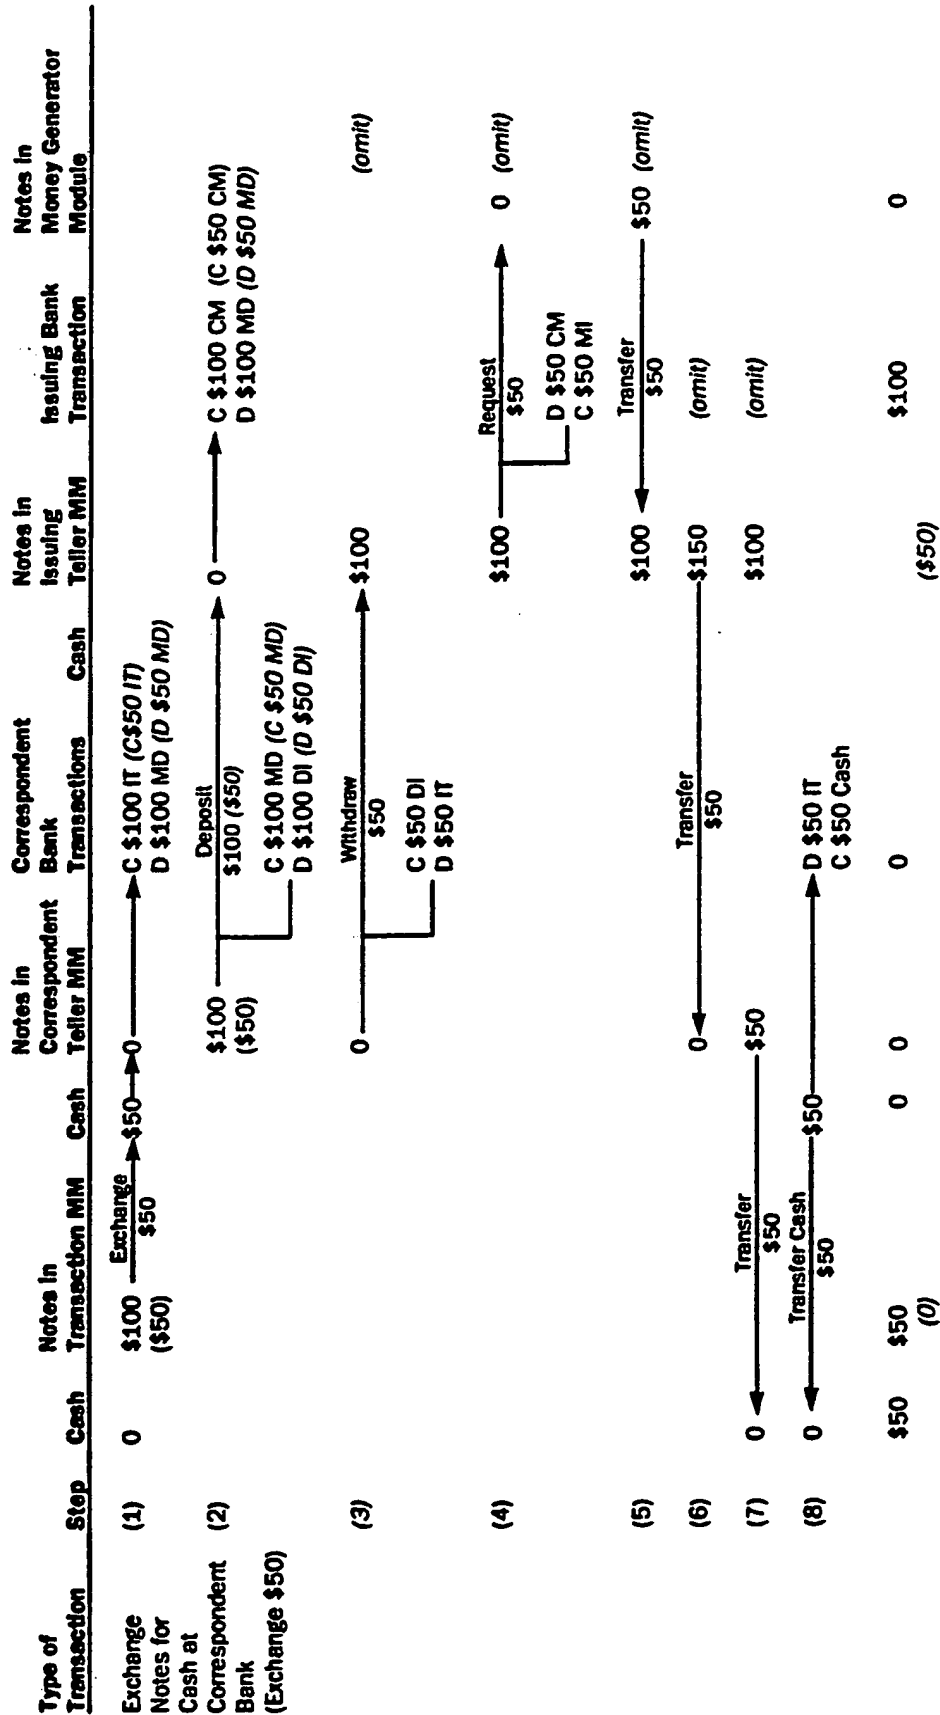 Type of Transaction
Step
Cash
Notes in Transaction MM
Cash
Notes in Correspondent Teller MM
Correspondent Bank Transactions
Cash
Notes in Issuing Teller MM
Issuing Bank Transaction
Notes in Money Generator Module
Exchange
Notes for
Cash at
Correspondent
Bank
(Exchange $50)
(1)
0
$100
($50)
Exchange
$50
$50
0
C $100 IT (C$50 IT)
D $100 MD (D $50 MD)
(2)
$100
($50)
Deposit
$100 ($50)
C $100 MD (C $50 MD)
D $100 DI (D $50 DI)
0
C $100 CM (C $50 CM)
D $100 MD (D $50 MD)
(3)
0
Withdraw
$50
C $50 DI
D $50 IT
$100
(omit)
(4)
$100
Request
$50
D $50 CM
C $50 MI
0 (omit)
(5)
$100
Transfer
$50
$50 (omit)
(6)
0
Transfer
$50
$150
(omit)
(7)
0
Transfer
$50
$50
$100
(omit)
(8)
0
Transfer Cash
$50
$50
D $50 IT
C $50 Cash
$50
$50
(0)
0
0
0
($50)
$100
0